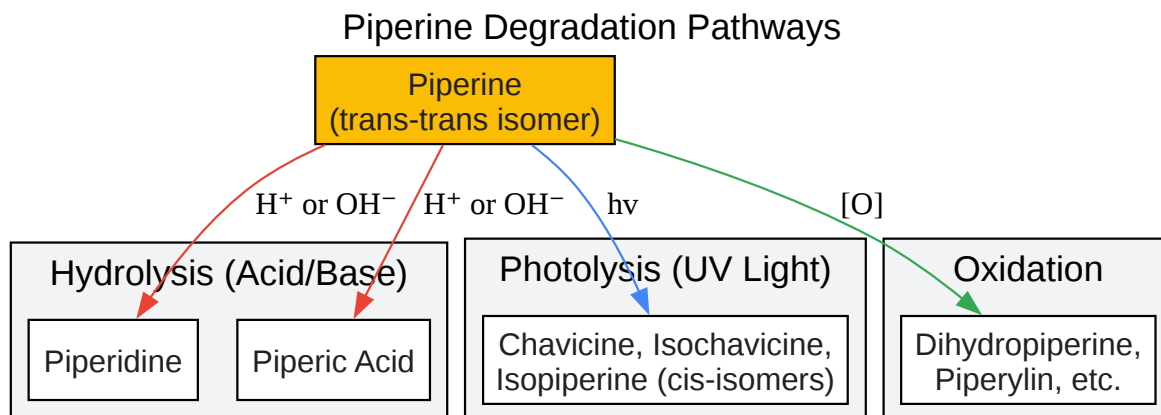 Piperine Degradation Pathways
Piperine
(trans-trans isomer)
H⁺ or OH⁻
H⁺ or OH⁻
hν
[O]
Hydrolysis (Acid/Base)
Photolysis (UV Light)
Oxidation
Piperidine
Piperic Acid
Chavicine, Isochavicine,
Isopiperine (cis-isomers)
Dihydropiperine,
Piperylin, etc.